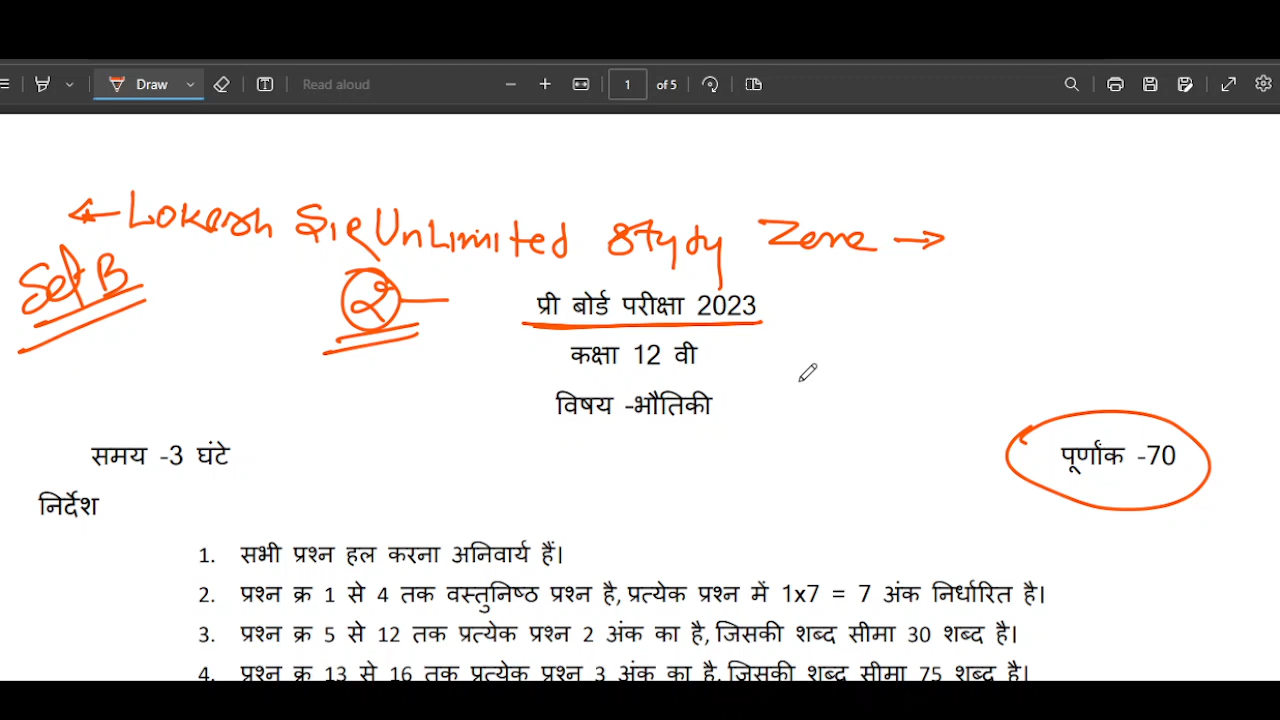 Draw
Read aloud
1 of 5
← Lokesh Sir Unlimited Study Zone →
Set B
2
प्री बोर्ड परीक्षा 2023
कक्षा 12 वी
विषय -भौतिकी
समय -3 घंटे
पूर्णांक -70
निर्देश
1. सभी प्रश्न हल करना अनिवार्य हैं।
2. प्रश्न क्र 1 से 4 तक वस्तुनिष्ठ प्रश्न है, प्रत्येक प्रश्न में 1x7 = 7 अंक निर्धारित है।
3. प्रश्न क्र 5 से 12 तक प्रत्येक प्रश्न 2 अंक का है, जिसकी शब्द सीमा 30 शब्द है।
4. प्रश्न क्र 13 से 16 तक प्रत्येक प्रश्न 3 अंक का है, जिसकी शब्द सीमा 75 शब्द है।